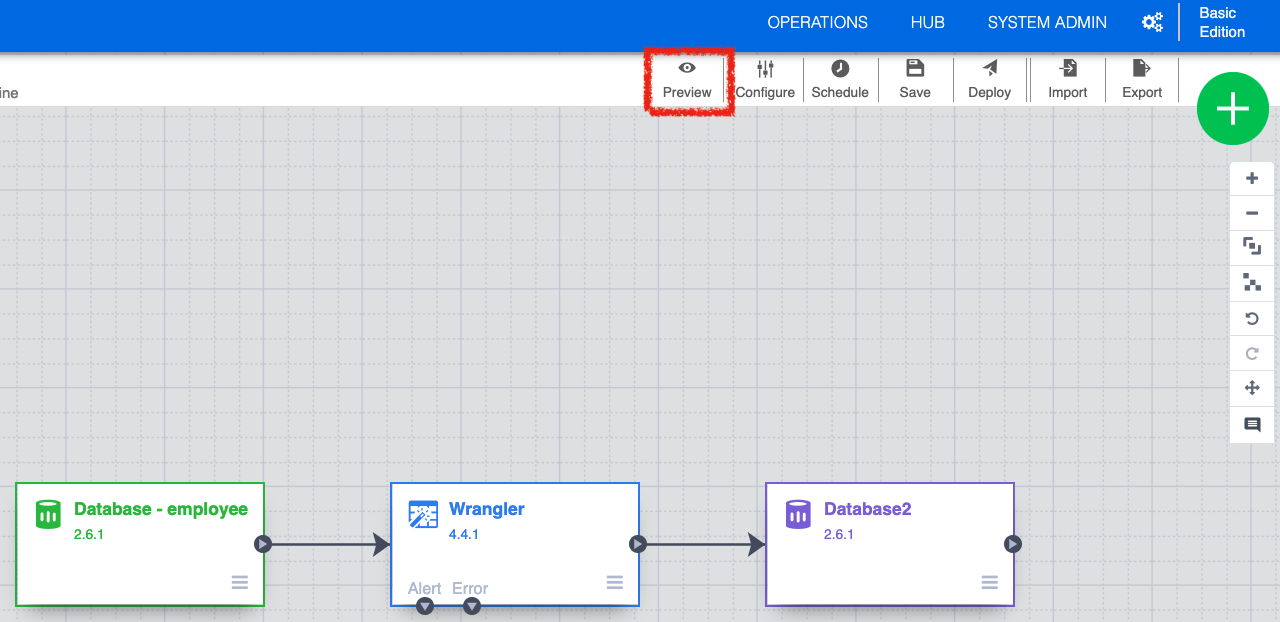 OPERATIONS HUB SYSTEM ADMIN Basic
Edition
ine
Preview Configure Schedule Save Deploy Import Export
Database - employee
2.6.1
Wrangler
4.4.1
Alert Error
Database2
2.6.1